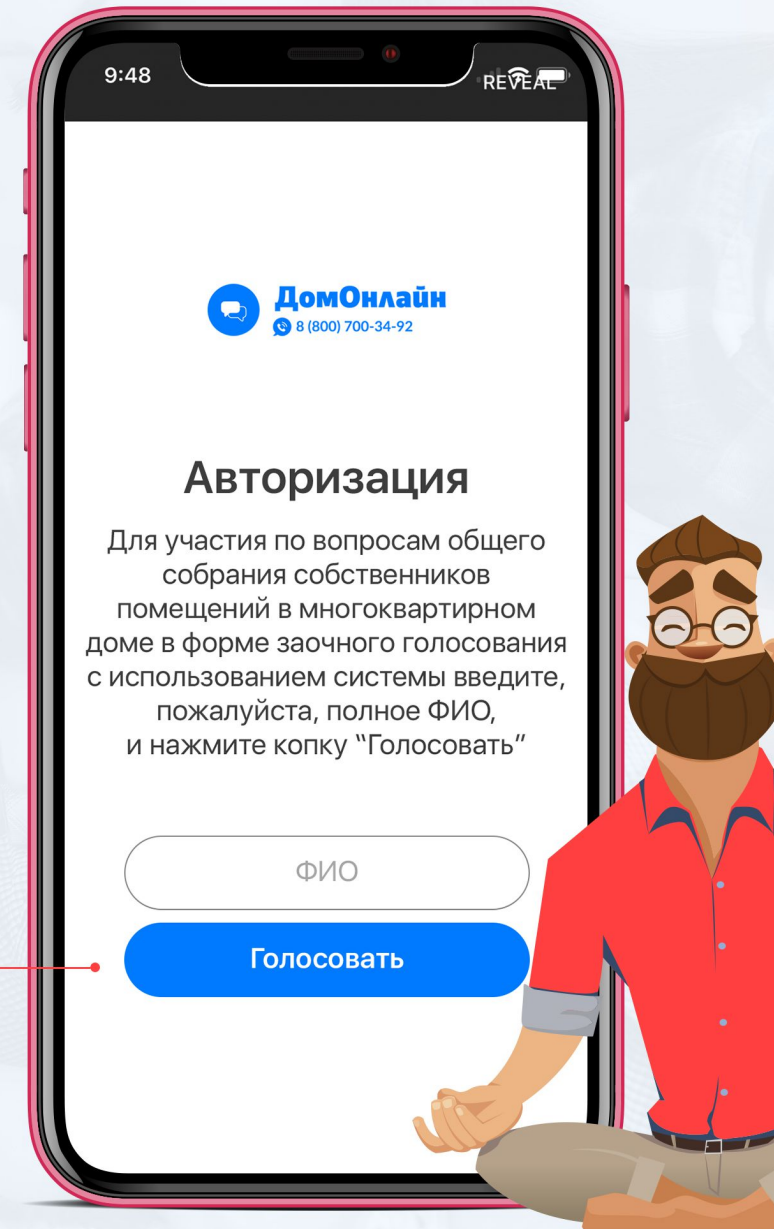 9:48
REVEAL
ДомОнлайн
8 (800) 700-34-92
Авторизация
Для участия по вопросам общего
собрания собственников
помещений в многоквартирном
доме в форме заочного голосования
с использованием системы введите,
пожалуйста, полное ФИО,
и нажмите копку “Голосовать”
ФИО
Голосовать